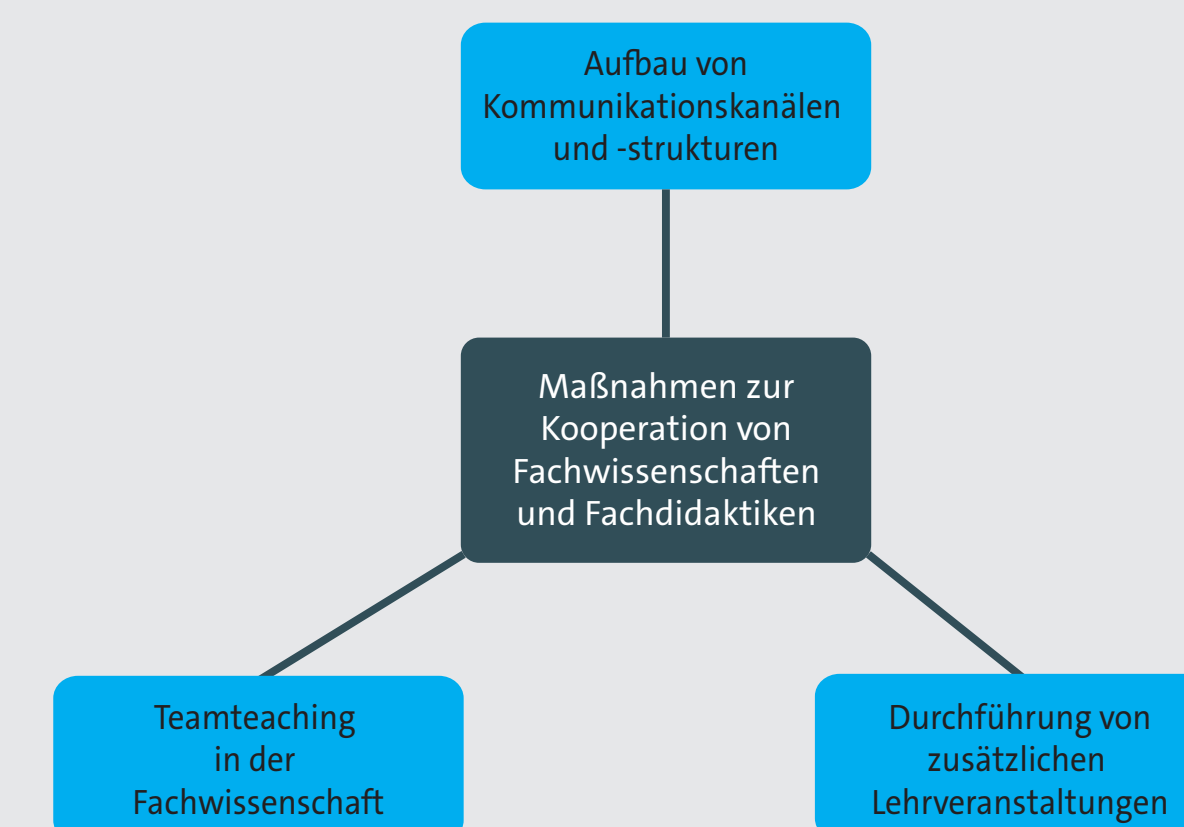 Aufbau von
Kommunikationskanälen
und -strukturen
Maßnahmen zur
Kooperation von
Fachwissenschaften
und Fachdidaktiken
Teamteaching
in der
Fachwissenschaft
Durchführung von
zusätzlichen
Lehrveranstaltungen